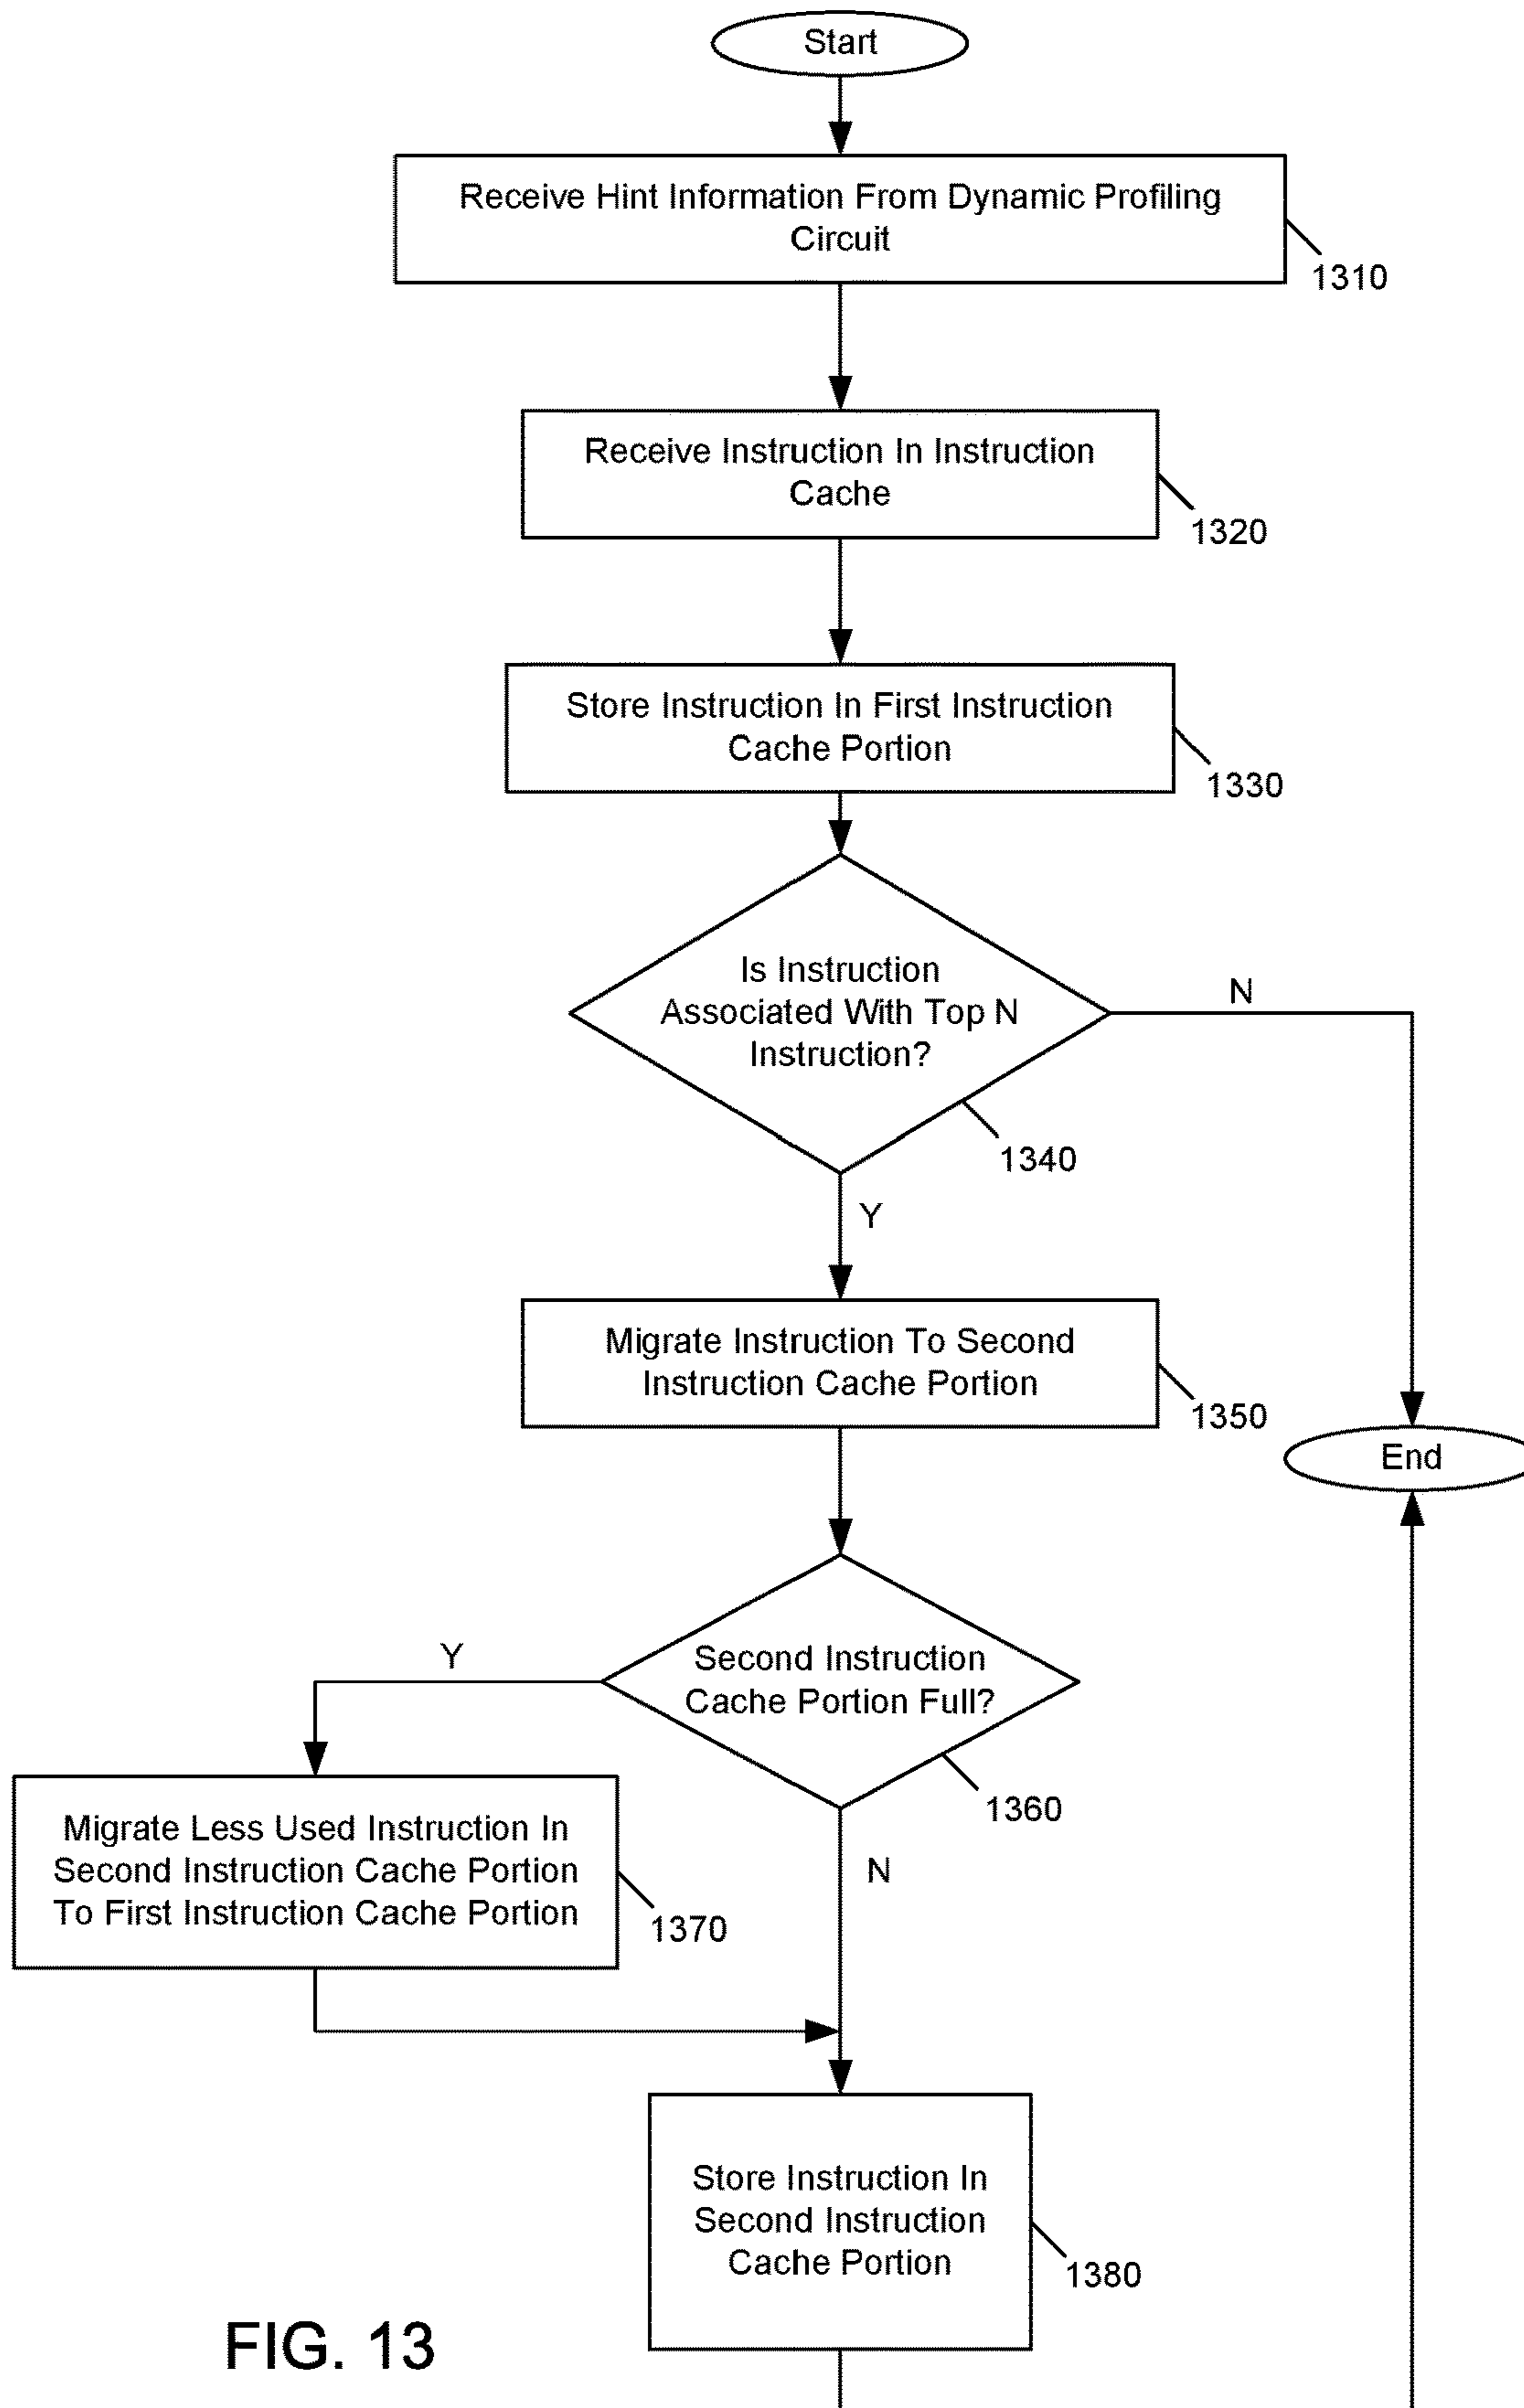 Start
Receive Hint Information From Dynamic Profiling
Circuit
1310
Receive Instruction In Instruction
Cache
1320
Store Instruction In First Instruction
Cache Portion
1330
Is Instruction
Associated With Top N
Instruction?
N
1340
Y
Migrate Instruction To Second
Instruction Cache Portion
1350
End
Second Instruction
Cache Portion Full?
Y
1360
N
Migrate Less Used Instruction In
Second Instruction Cache Portion
To First Instruction Cache Portion
1370
Store Instruction In
Second Instruction
Cache Portion
1380
FIG. 13